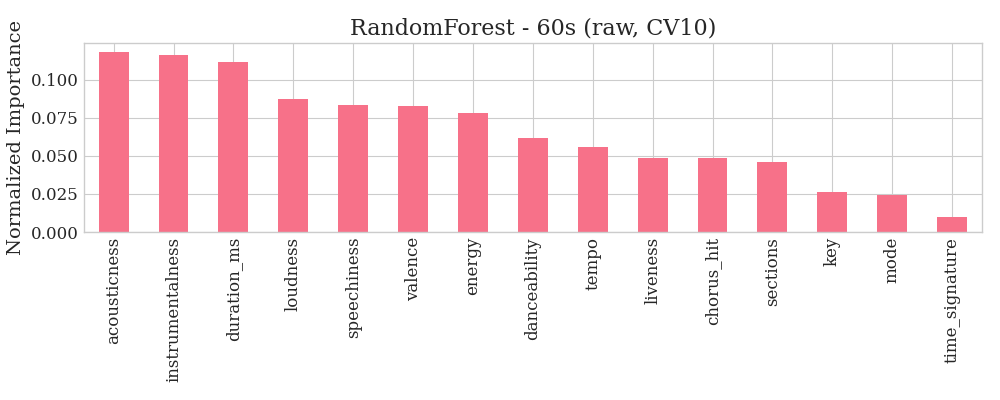 RandomForest - 60s (raw, CV10)
Normalized Importance
0.100
0.075
0.050
0.025
0.000
acousticness
instrumentalness
duration_ms
loudness
speechiness
valence
energy
danceability
tempo
liveness
chorus_hit
sections
key
mode
time_signature